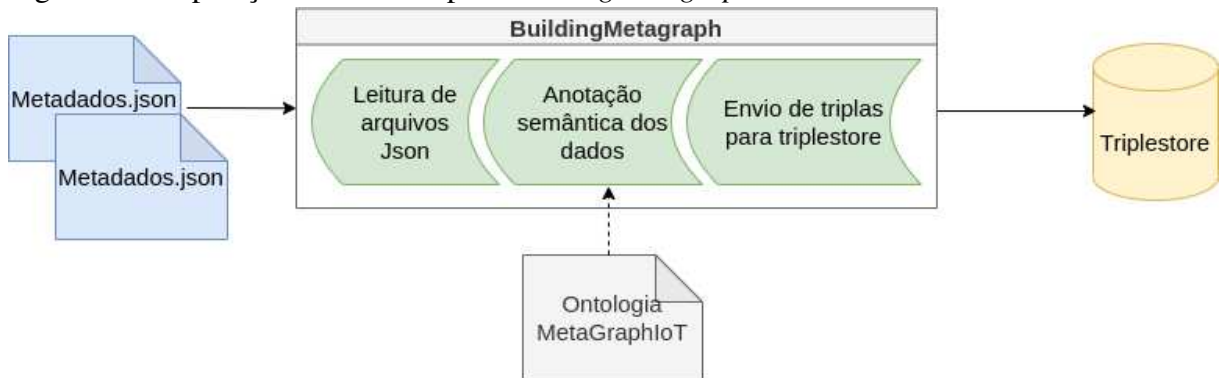 BuildingMetagraph
Metadados.json
Metadados.json
Leitura de
arquivos
Json
Anotação
semântica dos
dados
Envio de triplas
para triplestore
Triplestore
Ontologia
MetaGraphIoT